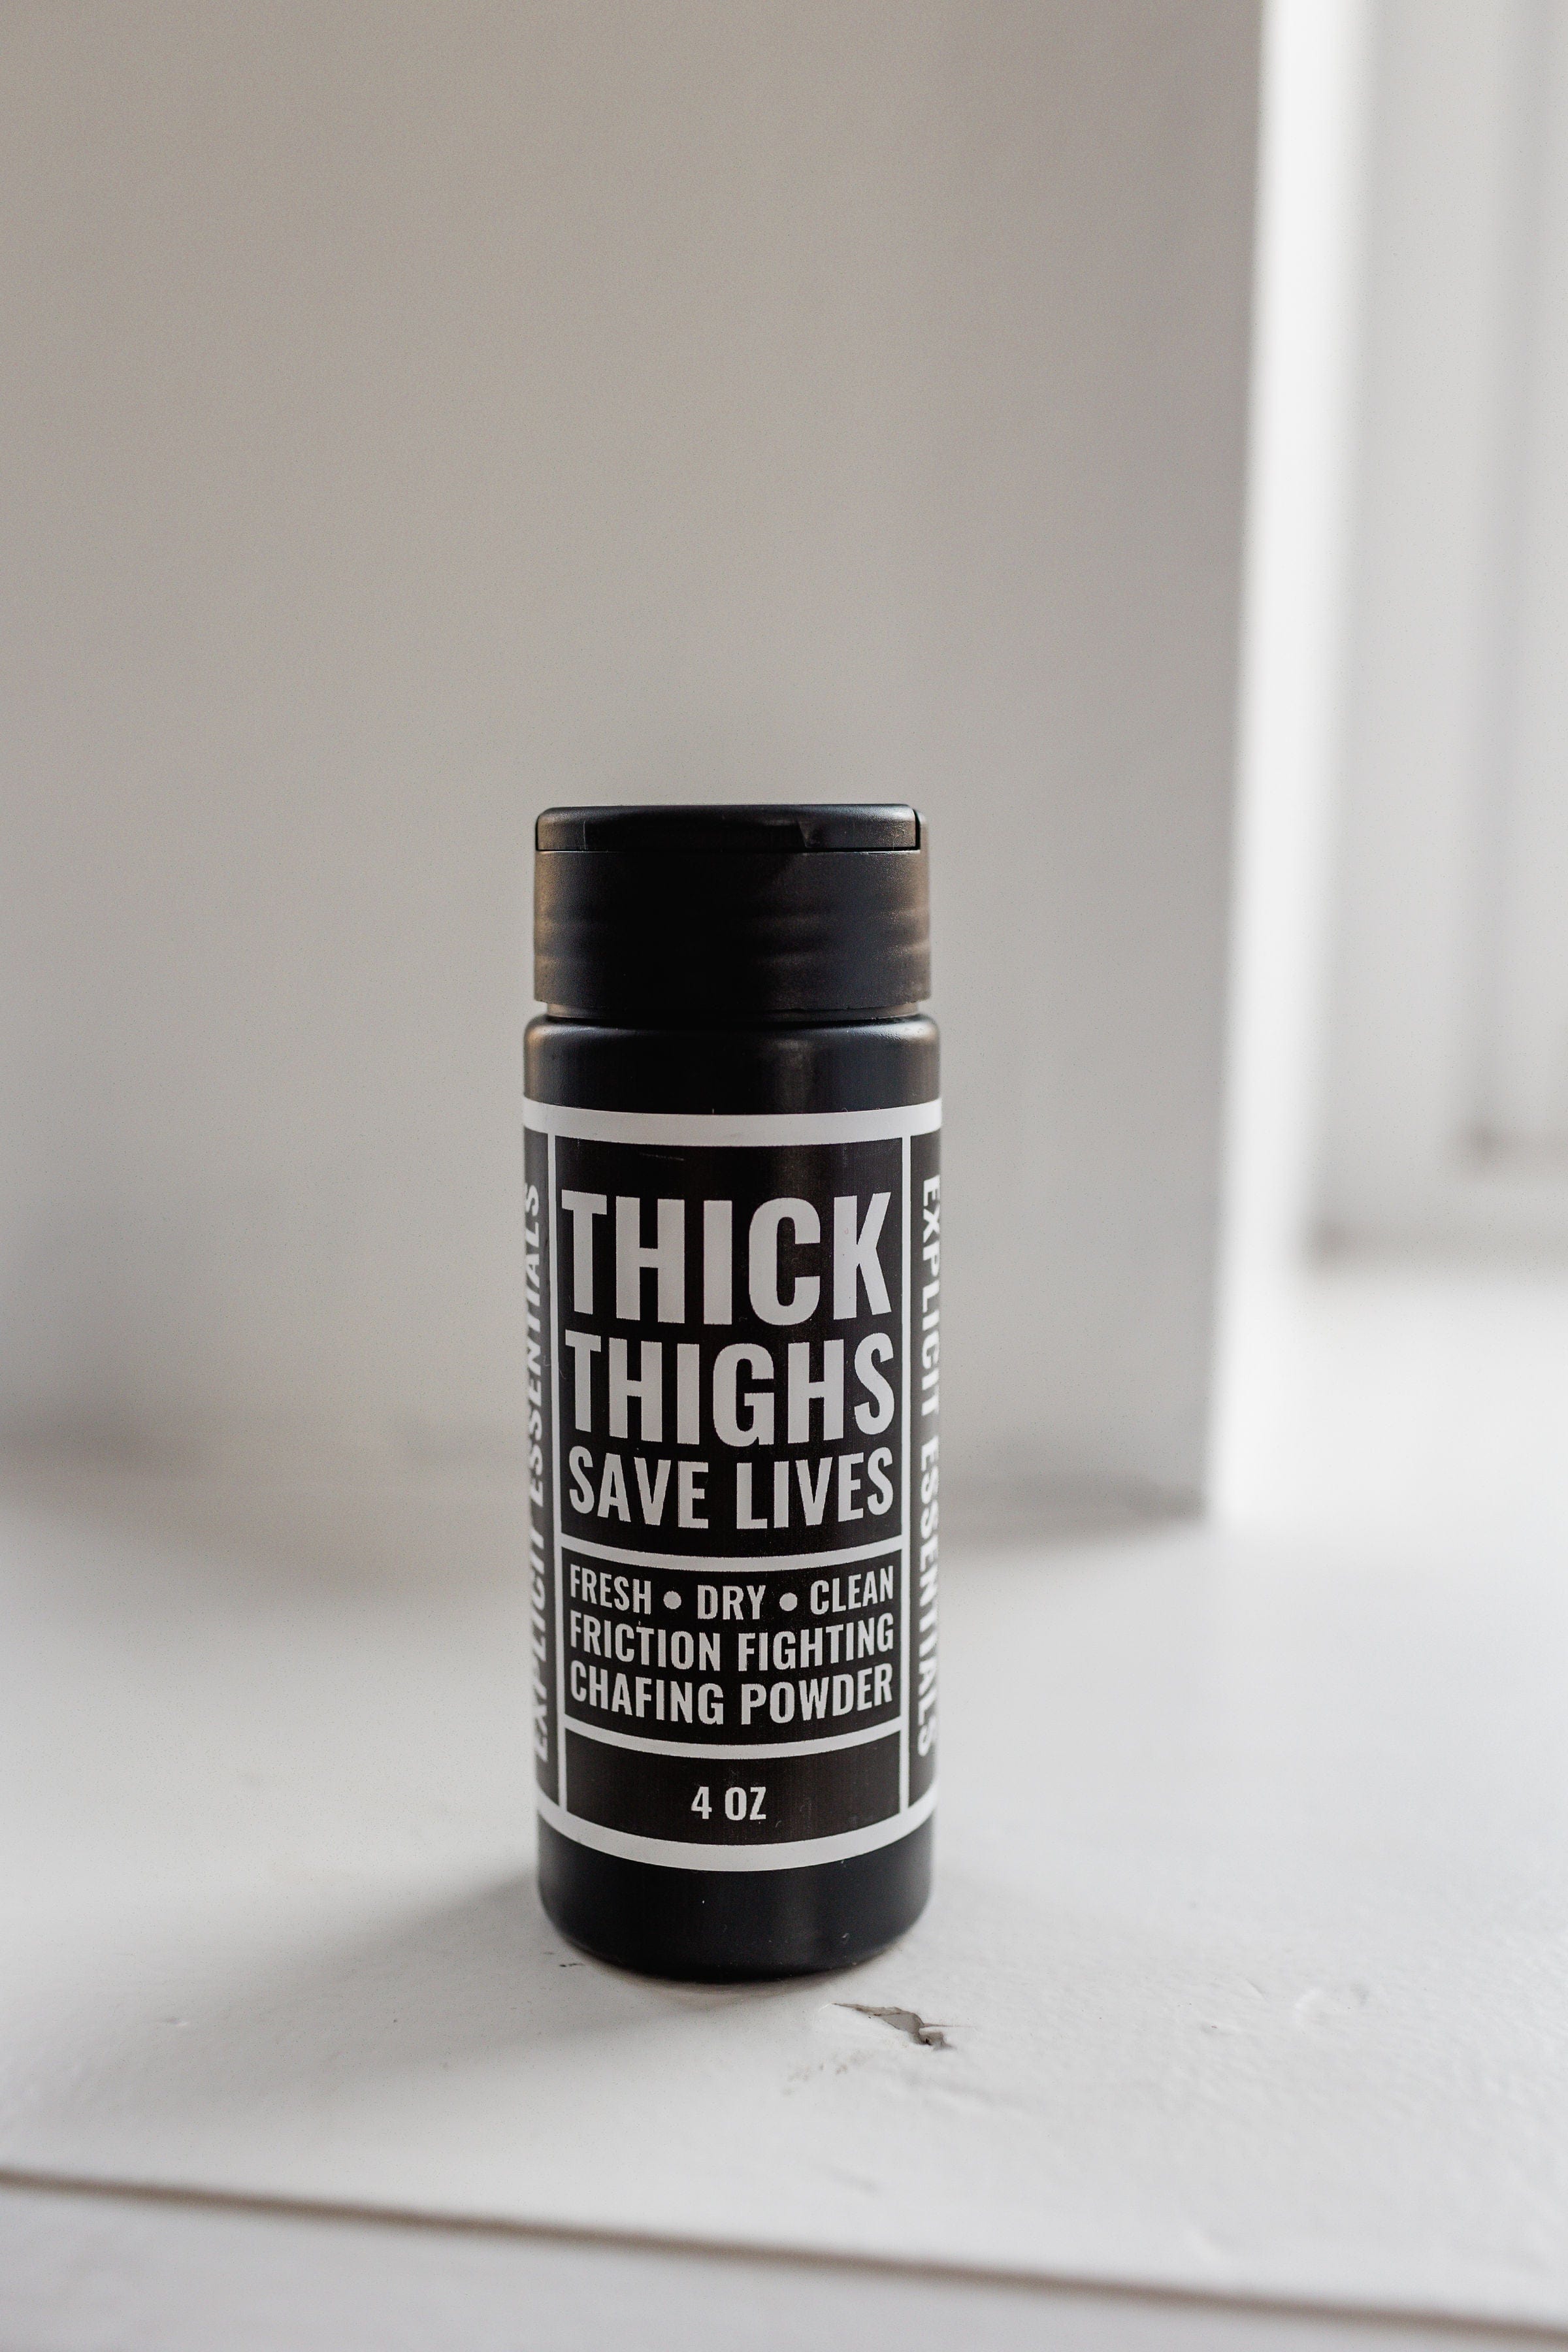 EXPLICIT ESSENTIALS
THICK
THIGHS
SAVE LIVES
FRESH • DRY • CLEAN
FRICTION FIGHTING
CHAFING POWDER
4 OZ
EXPLICIT ESSENTIALS